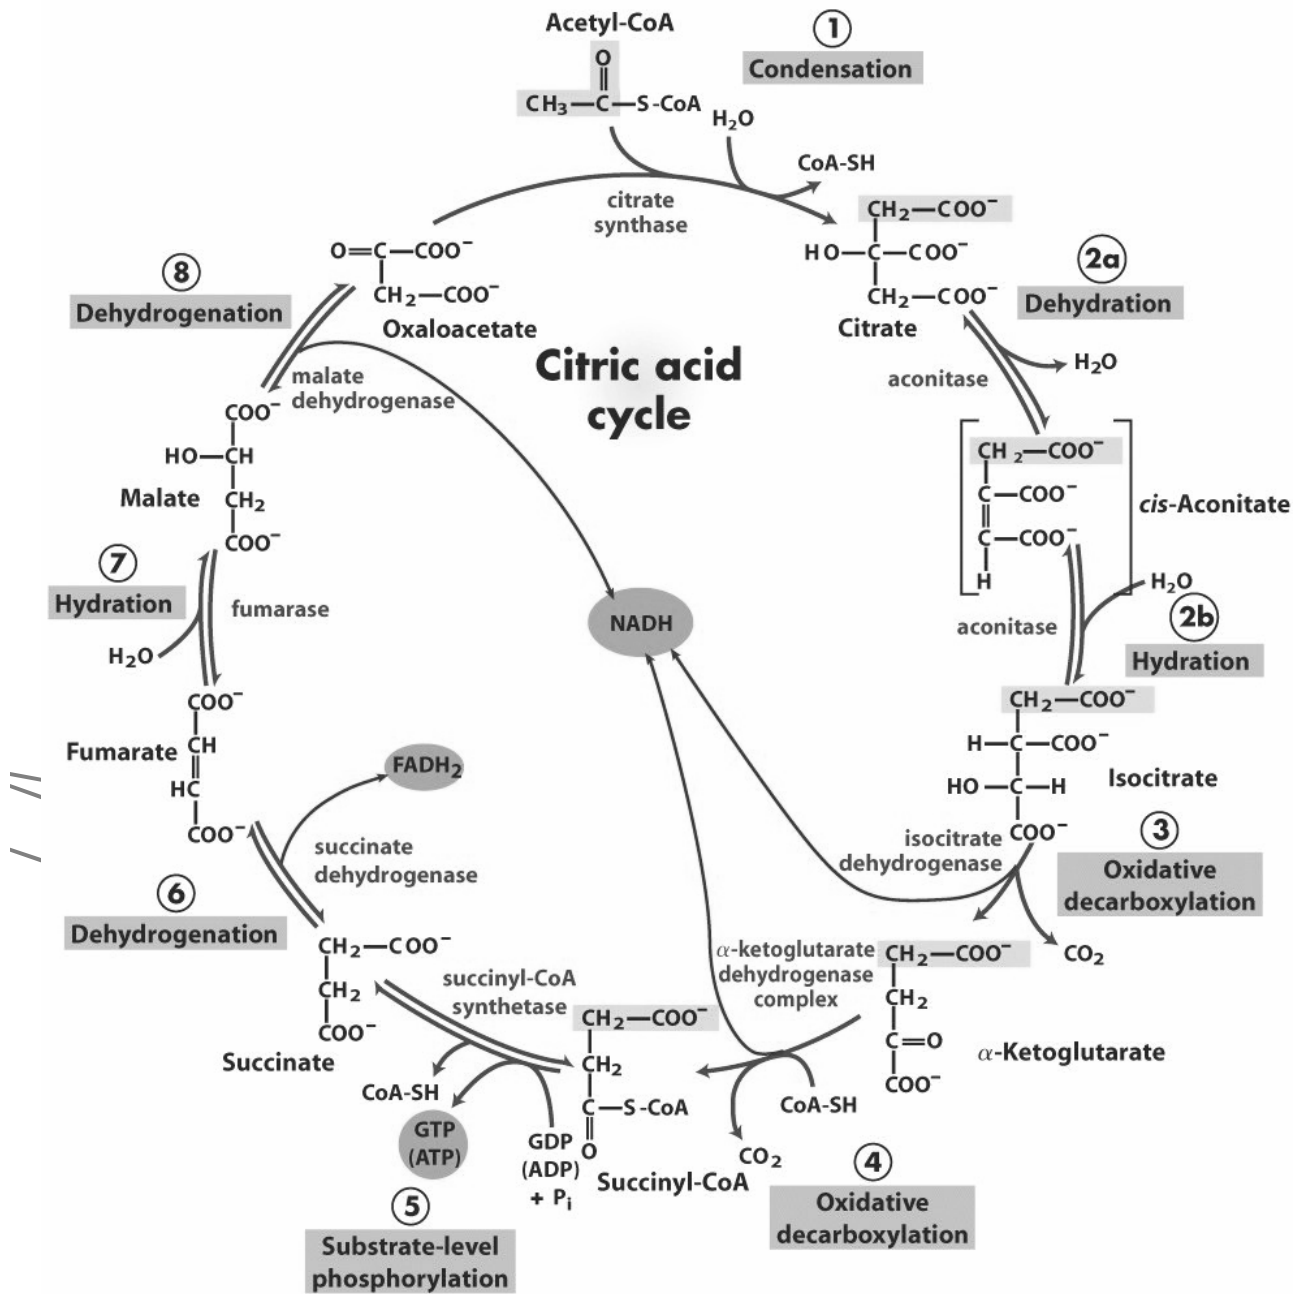 Acetyl-CoA
O
CH₃—C—S-CoA
1
Condensation
H₂O
CoA-SH
citrate
synthase
CH₂—COO⁻
HO—C—COO⁻
CH₂—COO⁻
Citrate
2a
Dehydration
H₂O
aconitase
CH₂—COO⁻
C—COO⁻
C—COO⁻
H
cis-Aconitate
H₂O
aconitase
2b
Hydration
CH₂—COO⁻
H—C—COO⁻
HO—C—H
COO⁻
Isocitrate
isocitrate
dehydrogenase
3
Oxidative
decarboxylation
CO₂
CH₂—COO⁻
CH₂
C=O
COO⁻
α-Ketoglutarate
α-ketoglutarate
dehydrogenase
complex
CoA-SH
CO₂
4
Oxidative
decarboxylation
CH₂—COO⁻
CH₂
C—S-CoA
O
Succinyl-CoA
succinyl-CoA
synthetase
GDP
(ADP)
+ Pᵢ
CoA-SH
GTP
(ATP)
5
Substrate-level
phosphorylation
CH₂—COO⁻
CH₂
COO⁻
Succinate
6
Dehydrogenation
succinate
dehydrogenase
FADH₂
COO⁻
CH
HC
COO⁻
Fumarate
7
Hydration
fumarase
H₂O
COO⁻
HO—CH
CH₂
COO⁻
Malate
8
Dehydrogenation
malate
dehydrogenase
O=C—COO⁻
CH₂—COO⁻
Oxaloacetate
Citric acid
cycle
NADH